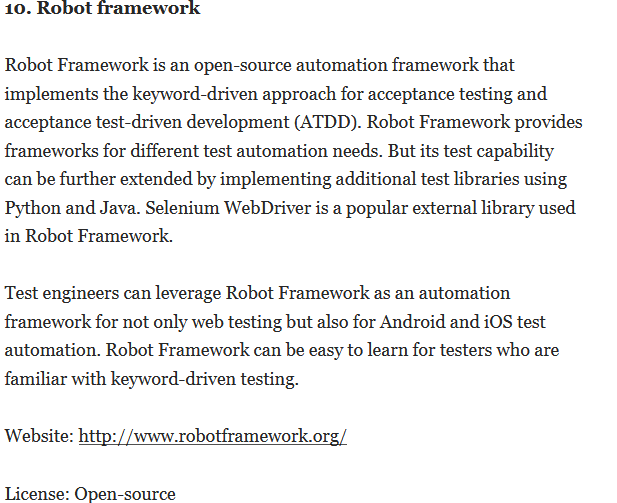 10. Robot framework
Robot Framework is an open-source automation framework that
implements the keyword-driven approach for acceptance testing and
acceptance test-driven development (ATDD). Robot Framework provides
frameworks for different test automation needs. But its test capability
can be further extended by implementing additional test libraries using
Python and Java. Selenium WebDriver is a popular external library used
in Robot Framework.
Test engineers can leverage Robot Framework as an automation
framework for not only web testing but also for Android and iOS test
automation. Robot Framework can be easy to learn for testers who are
familiar with keyword-driven testing.
Website: http://www.robotframework.org/
License: Open-source